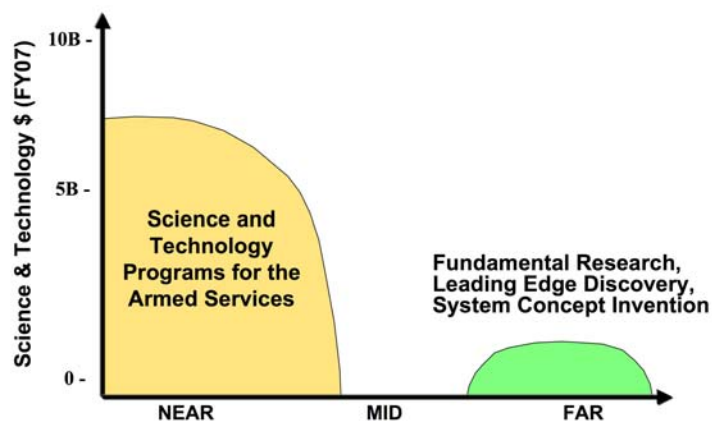 10B -
Science & Technology $ (FY07)
5B -
0 -
Science and
Technology
Programs for the
Armed Services
Fundamental Research,
Leading Edge Discovery,
System Concept Invention
NEAR
MID
FAR